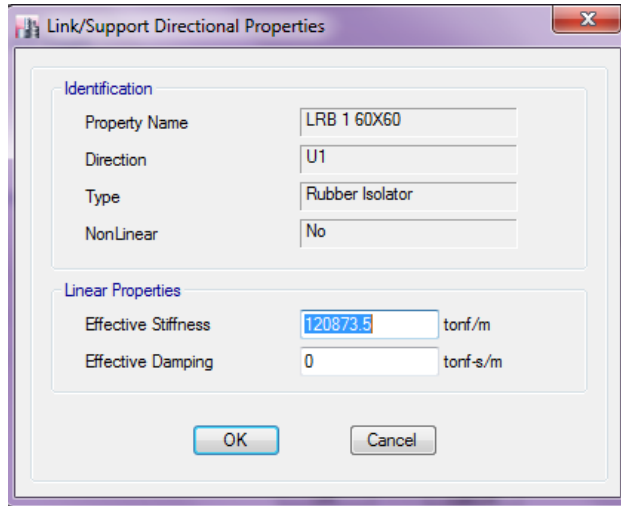 Link/Support Directional Properties
Identification
Property Name LRB 1 60X60
Direction U1
Type Rubber Isolator
NonLinear No
Linear Properties
Effective Stiffness 120873.5 tonf/m
Effective Damping 0 tonf-s/m
OK Cancel